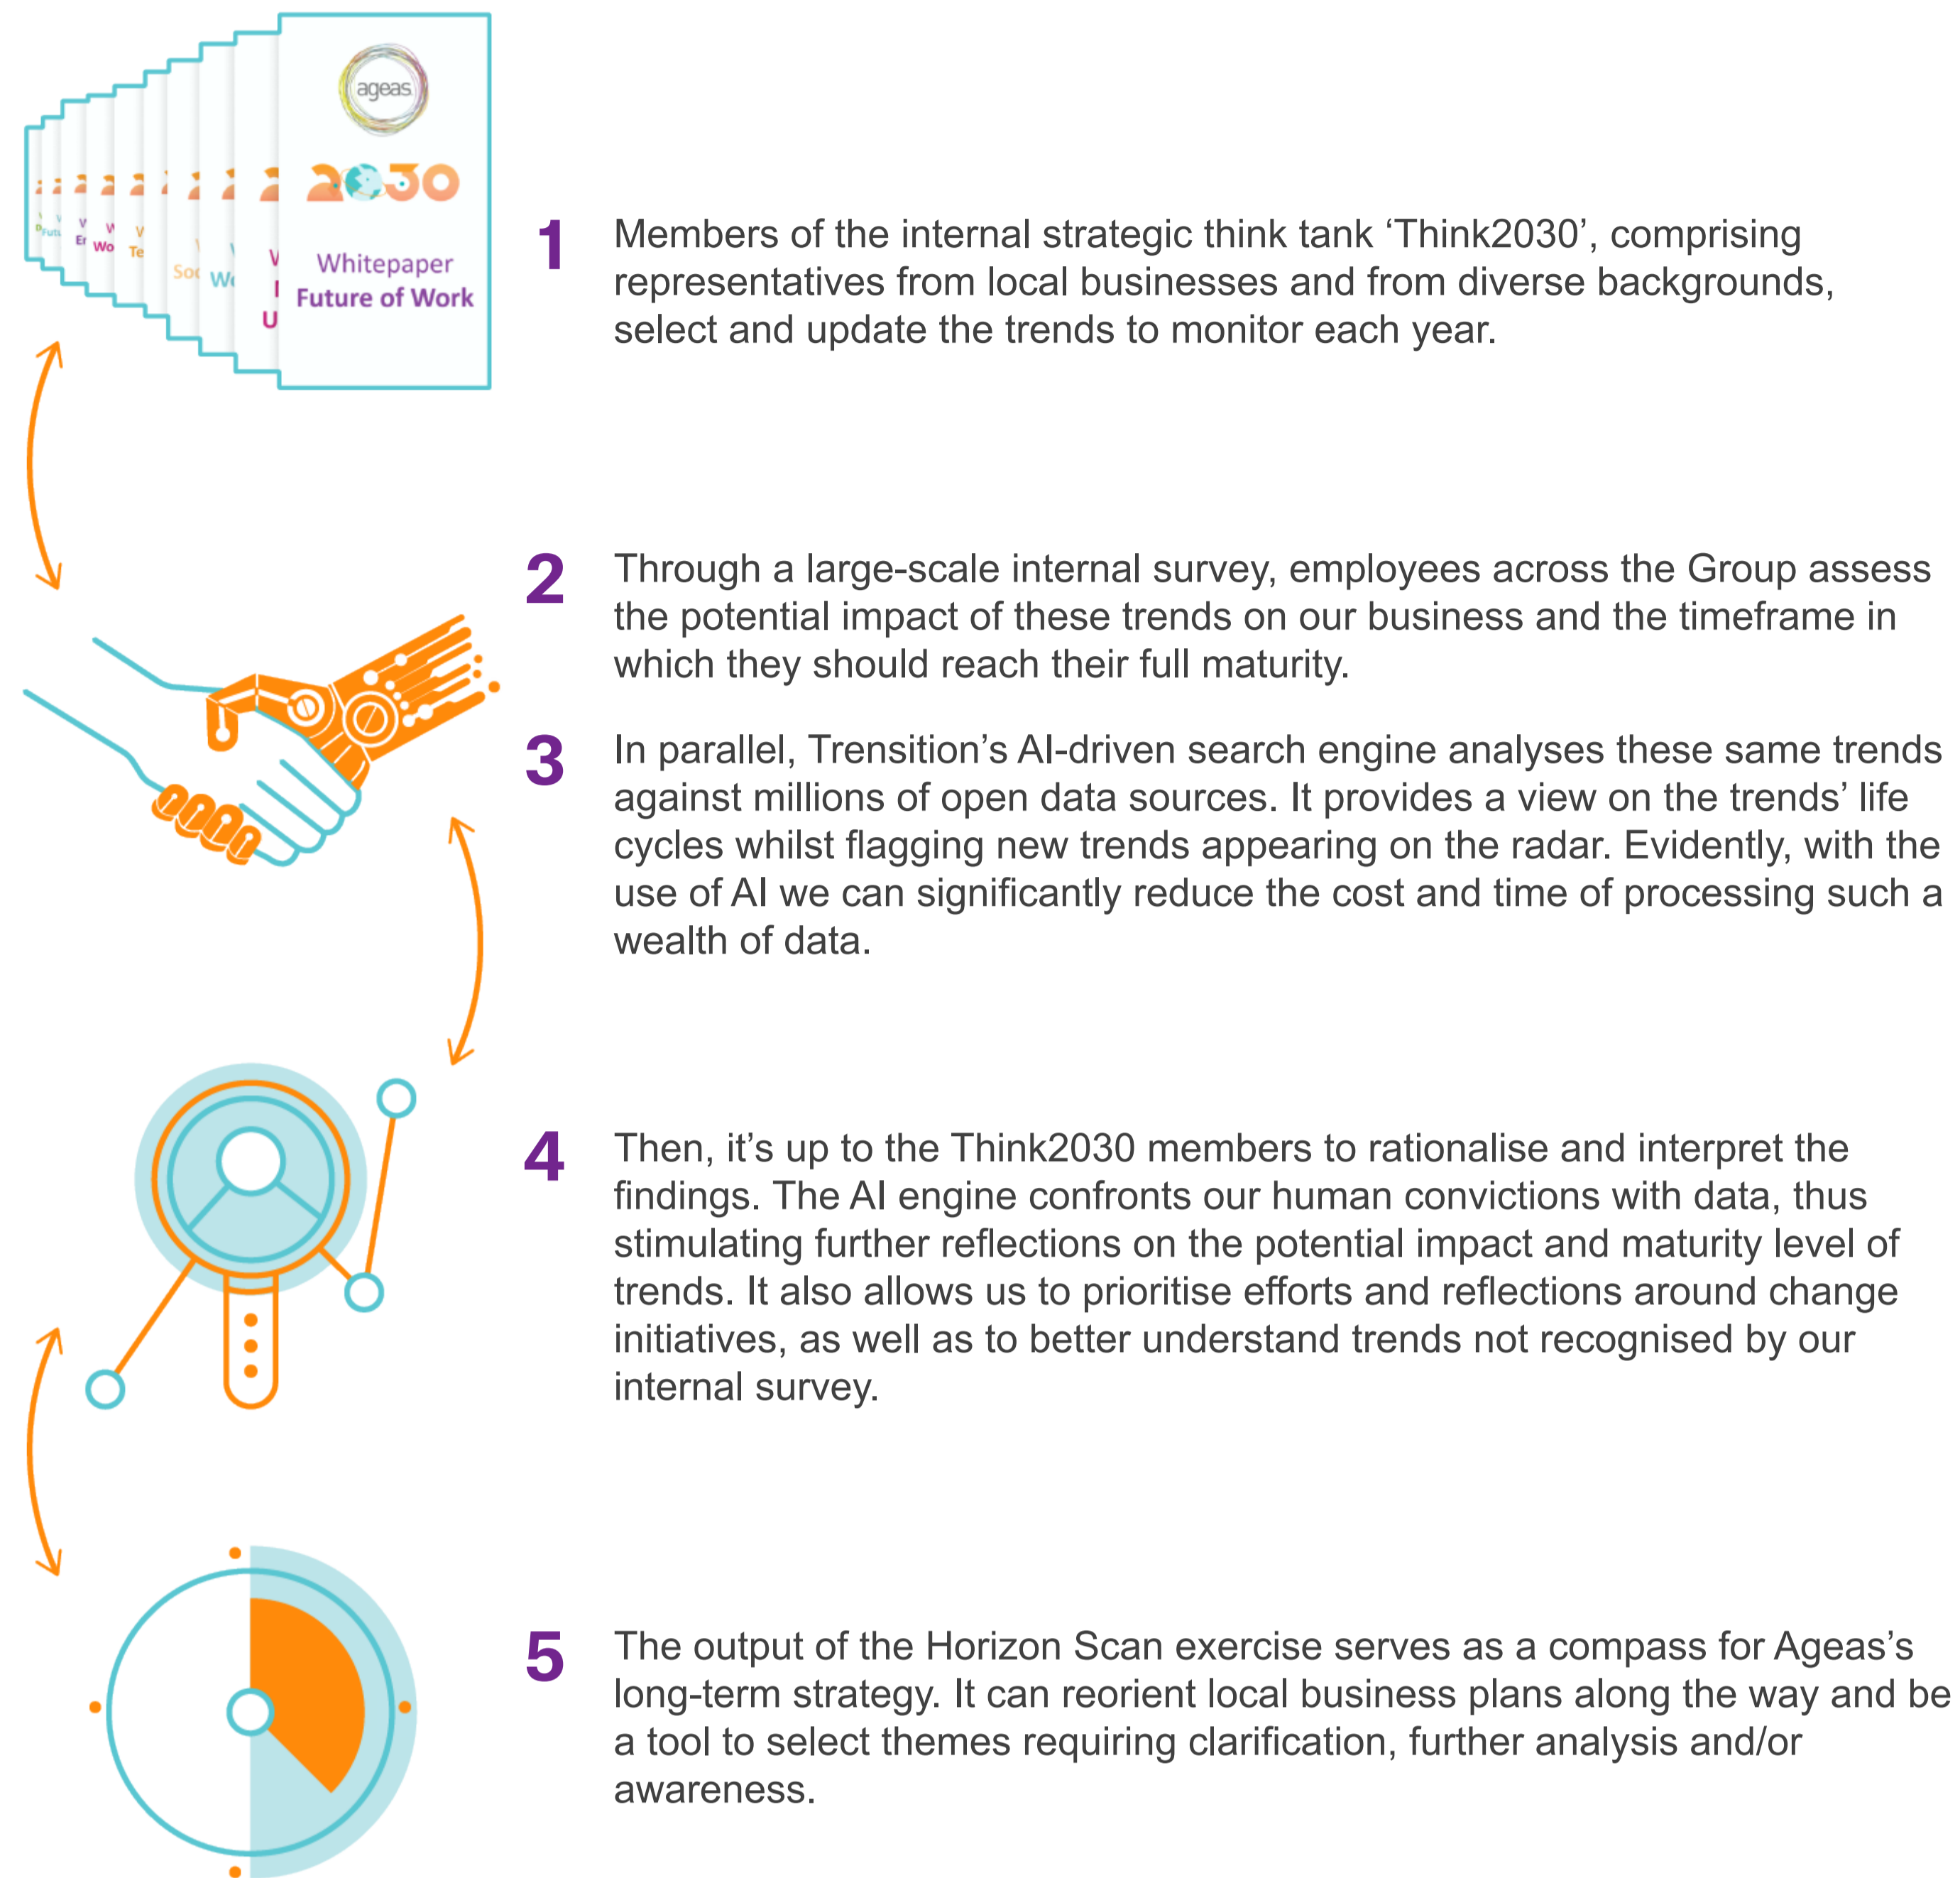 ageas
2030
Whitepaper
Future of Work
1
Members of the internal strategic think tank ‘Think2030’, comprising
representatives from local businesses and from diverse backgrounds,
select and update the trends to monitor each year.
2
Through a large-scale internal survey, employees across the Group assess
the potential impact of these trends on our business and the timeframe in
which they should reach their full maturity.
3
In parallel, Trensition’s AI-driven search engine analyses these same trends
against millions of open data sources. It provides a view on the trends’ life
cycles whilst flagging new trends appearing on the radar. Evidently, with the
use of AI we can significantly reduce the cost and time of processing such a
wealth of data.
4
Then, it’s up to the Think2030 members to rationalise and interpret the
findings. The AI engine confronts our human convictions with data, thus
stimulating further reflections on the potential impact and maturity level of
trends. It also allows us to prioritise efforts and reflections around change
initiatives, as well as to better understand trends not recognised by our
internal survey.
5
The output of the Horizon Scan exercise serves as a compass for Ageas’s
long-term strategy. It can reorient local business plans along the way and be
a tool to select themes requiring clarification, further analysis and/or
awareness.